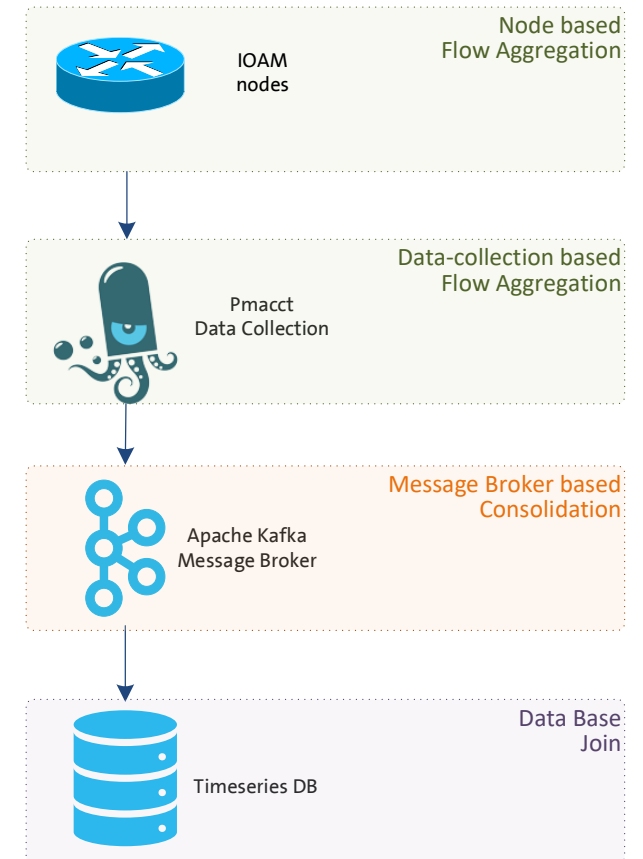 Node based
Flow Aggregation
IOAM
nodes
Data-collection based
Flow Aggregation
Pmacct
Data Collection
Message Broker based
Consolidation
Apache Kafka
Message Broker
Data Base
Join
Timeseries DB